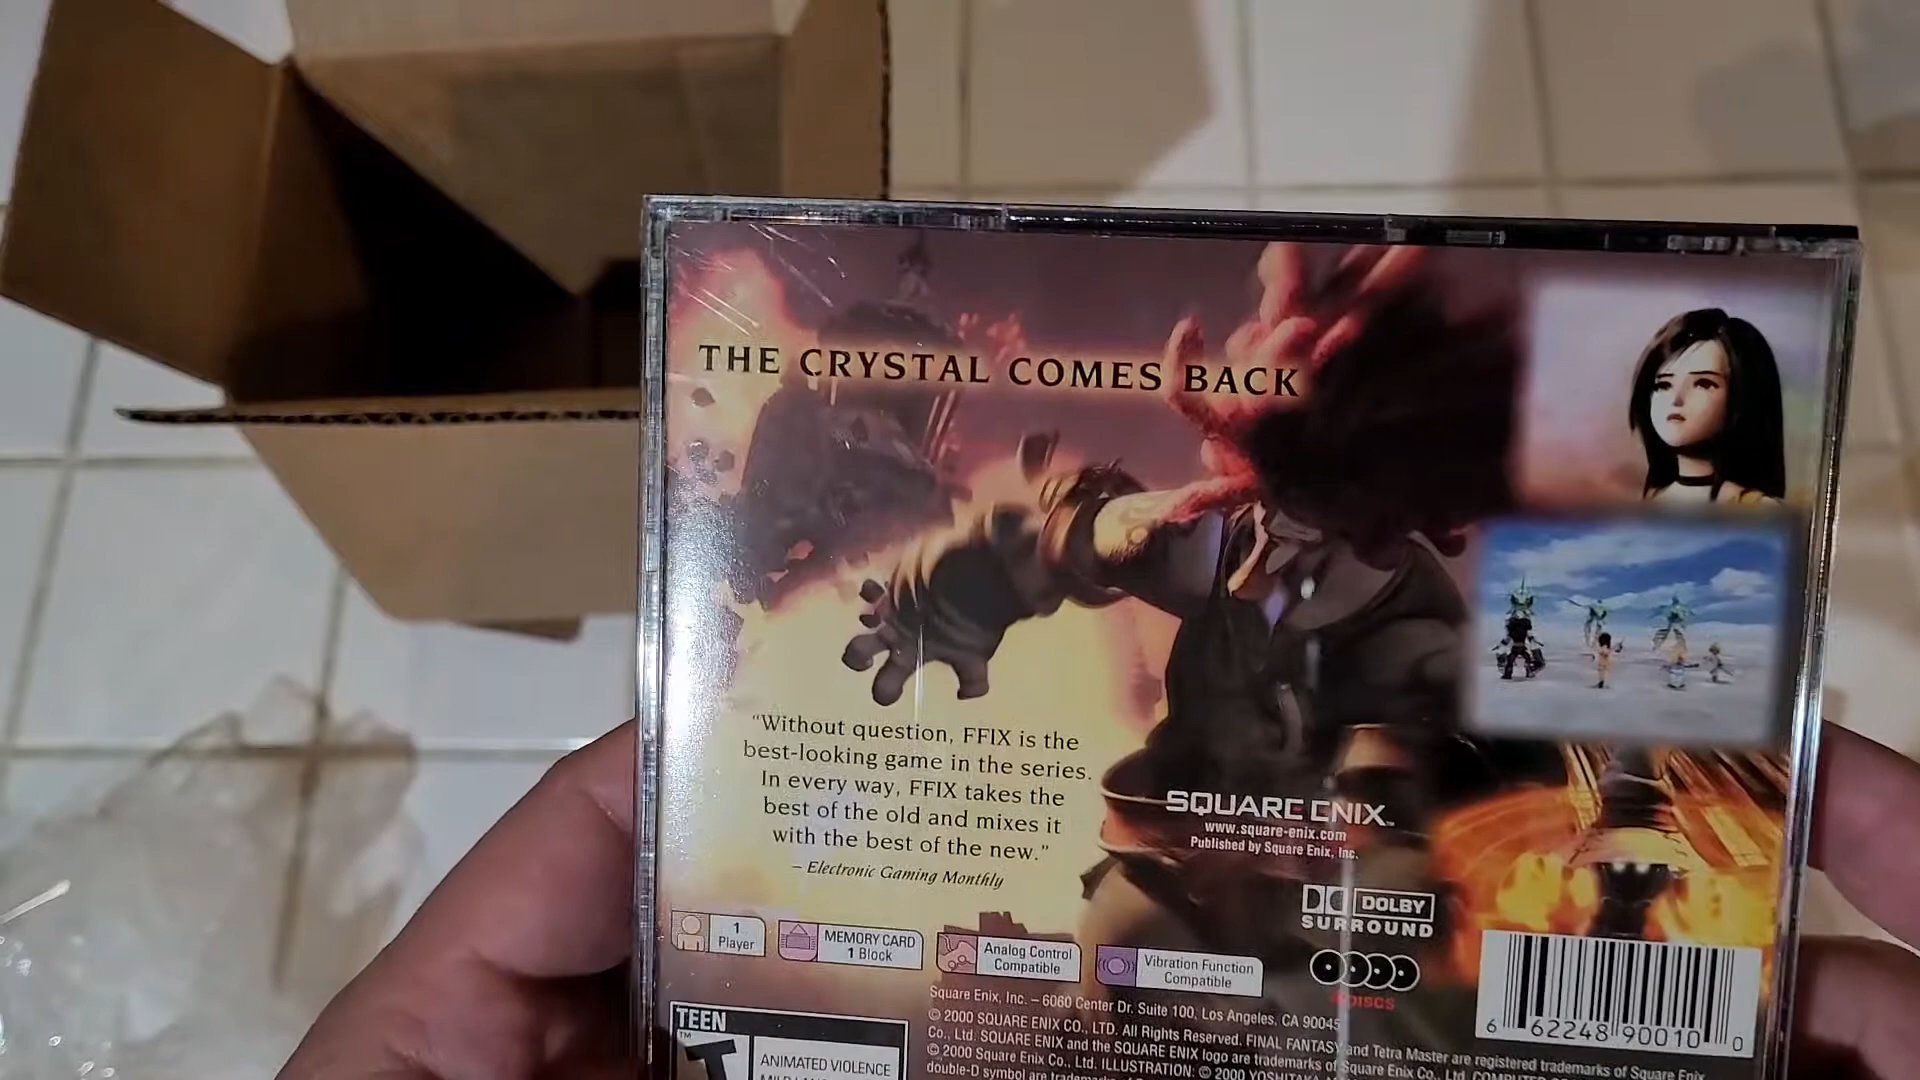 THE CRYSTAL COMES BACK
“Without question, FFIX is the
best-looking game in the series.
In every way, FFIX takes the
best of the old and mixes it
with the best of the new.”
– Electronic Gaming Monthly
SQUARE ENIX™
www.square-enix.com
Published by Square Enix, Inc.
DOLBY
SURROUND
1
Player
MEMORY CARD
1 Block
Analog Control
Compatible
Vibration Function
Compatible
4 DISCS
Square Enix, Inc. – 6060 Center Dr. Suite 100, Los Angeles, CA 90045
© 2000 SQUARE ENIX CO., LTD. All Rights Reserved. FINAL FANTASY and Tetra Master are registered trademarks of Square Enix
Co., Ltd. SQUARE ENIX and the SQUARE ENIX logo are trademarks of Square Enix Co., Ltd.
© 2000 Square Enix Co., Ltd. ILLUSTRATION: © 2000
double-D symbol are
6 62248 90010 0
TEEN
T
ANIMATED VIOLENCE